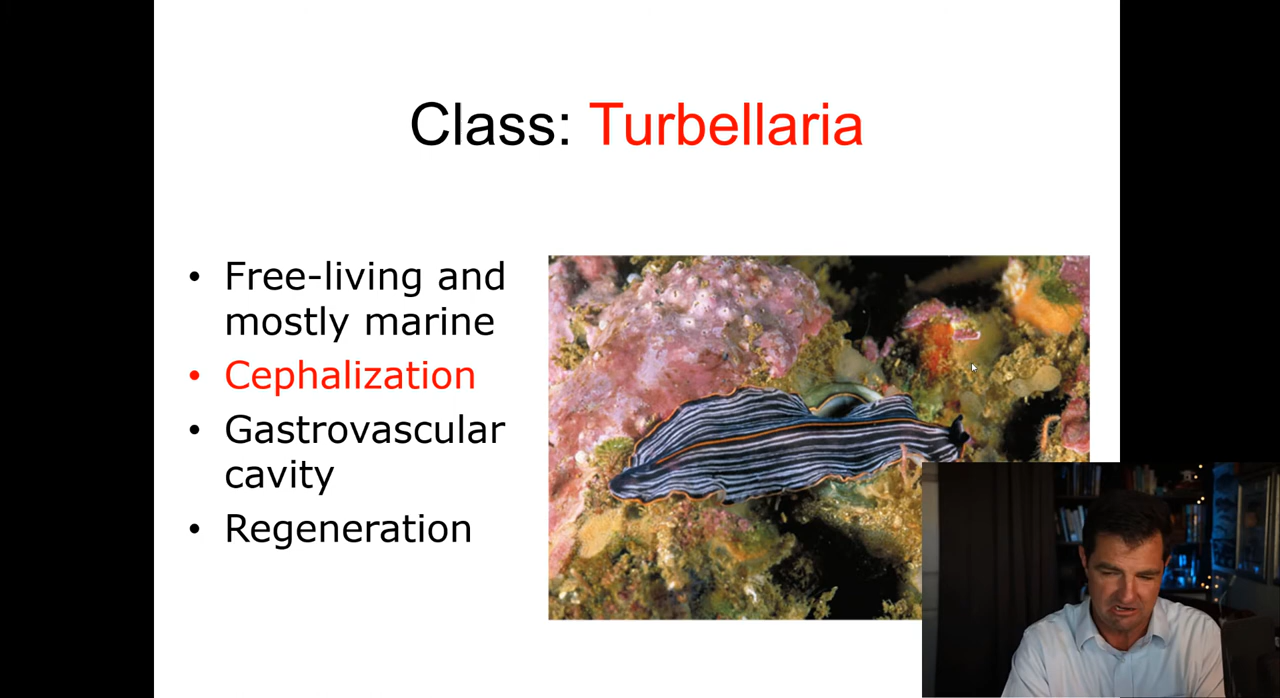 Class: Turbellaria
• Free-living and
mostly marine
• Cephalization
• Gastrovascular
cavity
• Regeneration